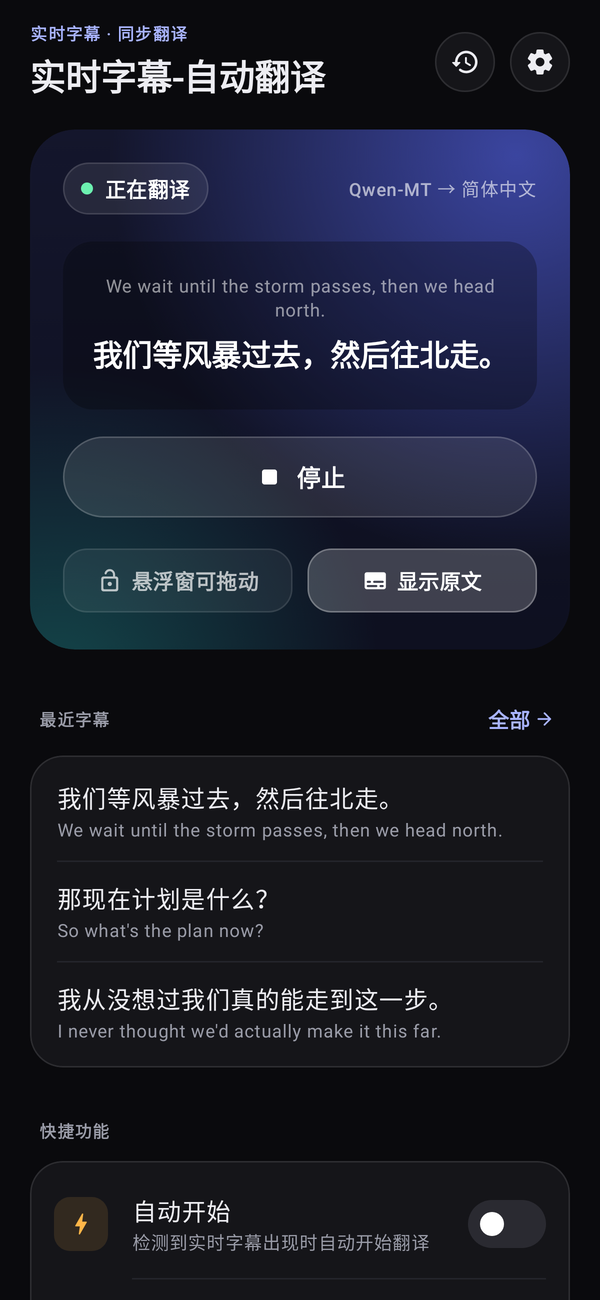 实时字幕 · 同步翻译
实时字幕-自动翻译
正在翻译
Qwen-MT → 简体中文
We wait until the storm passes, then we head
north.
我们等风暴过去，然后往北走。
停止
悬浮窗可拖动
显示原文
最近字幕
全部 →
我们等风暴过去，然后往北走。
We wait until the storm passes, then we head north.
那现在计划是什么？
So what's the plan now?
我从没想过我们真的能走到这一步。
I never thought we'd actually make it this far.
快捷功能
自动开始
检测到实时字幕出现时自动开始翻译